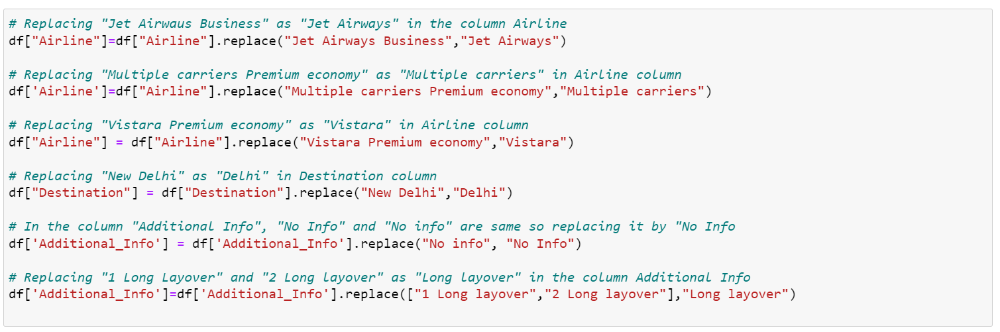 # Replacing "Jet Airwaus Business" as "Jet Airways" in the column Airline
df["Airline"]=df["Airline"].replace("Jet Airways Business","Jet Airways")
# Replacing "Multiple carriers Premium economy" as "Multiple carriers" in Airline column
df['Airline']=df["Airline"].replace("Multiple carriers Premium economy","Multiple carriers")
# Replacing "Vistara Premium economy" as "Vistara" in Airline column
df["Airline"] = df["Airline"].replace("Vistara Premium economy","Vistara")
# Replacing "New Delhi" as "Delhi" in Destination column
df["Destination"] = df["Destination"].replace("New Delhi","Delhi")
# In the column "Additional Info", "No Info" and "No info" are same so replacing it by "No Info
df['Additional_Info'] = df['Additional_Info'].replace("No info", "No Info")
# Replacing "1 Long Layover" and "2 Long layover" as "Long layover" in the column Additional Info
df['Additional_Info']=df['Additional_Info'].replace(["1 Long layover","2 Long layover"],"Long layover")